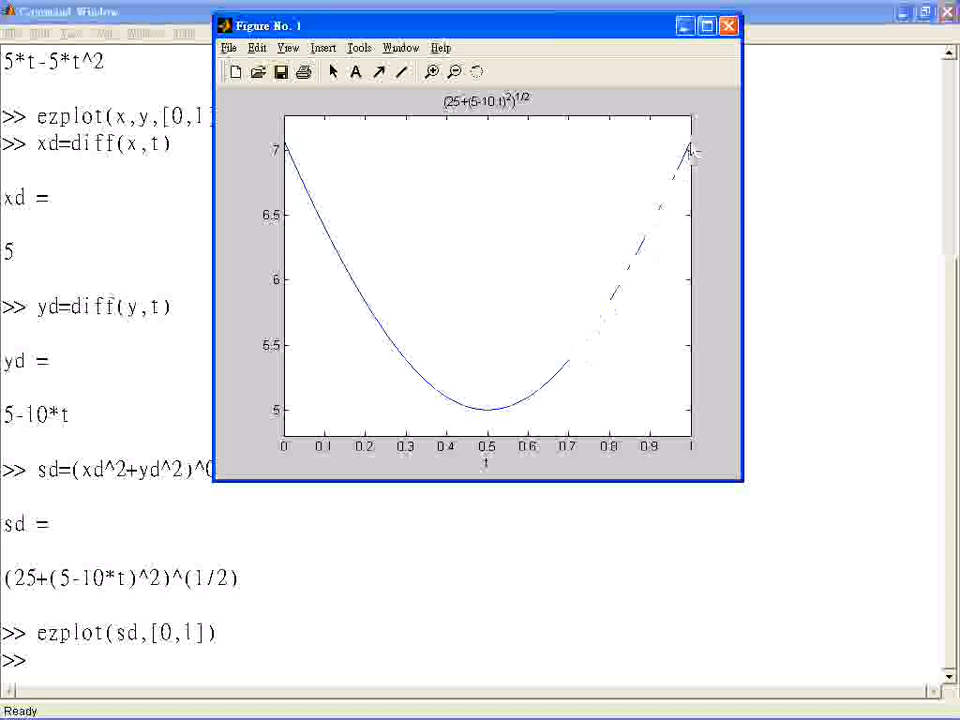 Command Window
Figure No. 1
File Edit View Insert Tools Window Help
5*t-5*t^2
>> ezplot(x,y,[0,1]
>> xd=diff(x,t)
xd =
5
>> yd=diff(y,t)
yd =
5-10*t
>> sd=(xd^2+yd^2)^0
sd =
(25+(5-10*t)^2)^(1/2)
>> ezplot(sd,[0,1])
>>
(25+(5-10 t)^2)^1/2
7
6.5
6
5.5
5
0 0.1 0.2 0.3 0.4 0.5 0.6 0.7 0.8 0.9 1
t
Ready